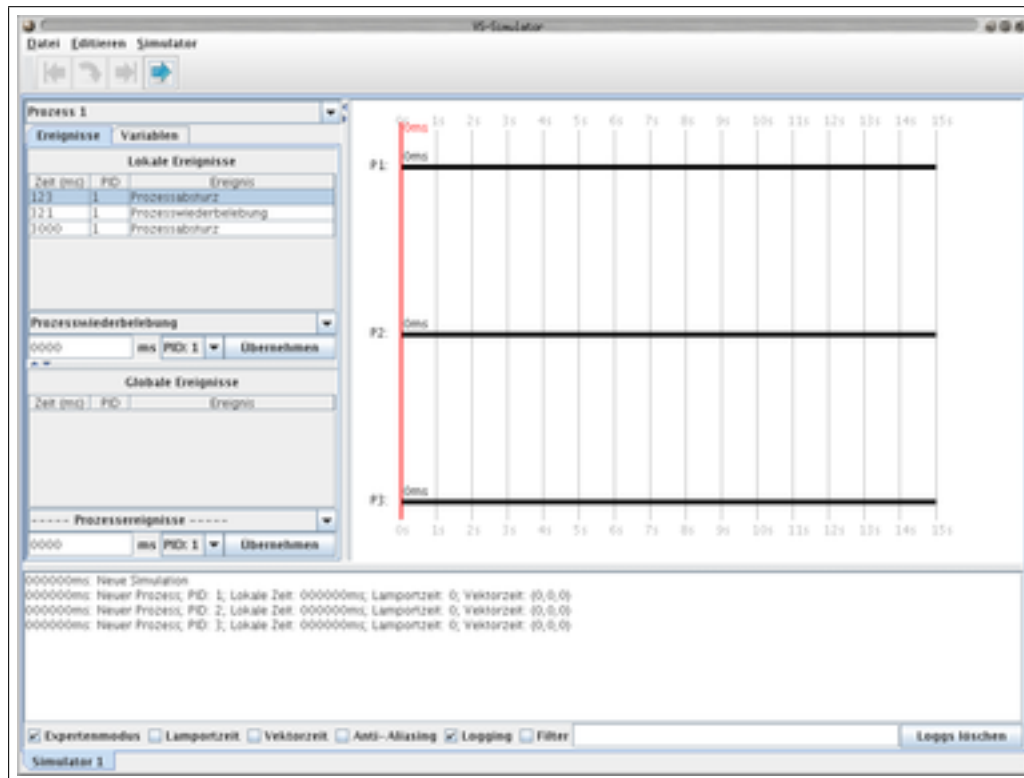 VS-Simulator
Datei Editieren Simulator
Prozess 1
Ereignisse Variablen
Lokale Ereignisse
Zeit (ms) PID Ereignis
123 1 Prozessabsturz
321 1 Prozesswiederbelebung
3000 1 Prozessabsturz
Prozesswiederbelebung
0000 ms PID: 1 Übernehmen
Globale Ereignisse
Zeit (ms) PID Ereignis
----- Prozessereignisse -----
0000 ms PID: 1 Übernehmen
0s 1s 2s 3s 4s 5s 6s 7s 8s 9s 10s 11s 12s 13s 14s 15s
0ms
P1: 0ms
P2: 0ms
P3: 0ms
0s 1s 2s 3s 4s 5s 6s 7s 8s 9s 10s 11s 12s 13s 14s 15s
000000ms: Neue Simulation
000000ms: Neuer Prozess; PID: 1; Lokale Zeit: 000000ms; Lamportzeit: 0; Vektorzeit: (0,0,0)
000000ms: Neuer Prozess; PID: 2; Lokale Zeit: 000000ms; Lamportzeit: 0; Vektorzeit: (0,0,0)
000000ms: Neuer Prozess; PID: 3; Lokale Zeit: 000000ms; Lamportzeit: 0; Vektorzeit: (0,0,0)
Expertenmodus Lamportzeit Vektorzeit Anti-Aliasing Logging Filter Loggs löschen
Simulator 1